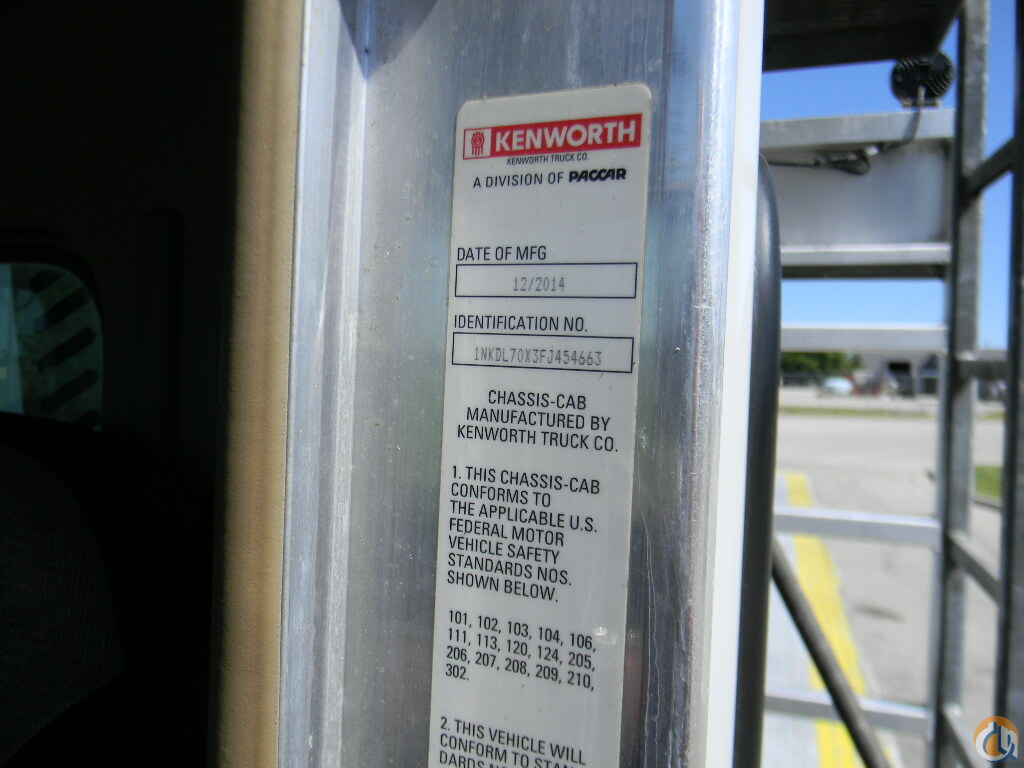 KENWORTH
KENWORTH TRUCK CO.
A DIVISION OF PACCAR
DATE OF MFG
12/2014
IDENTIFICATION NO.
1NKDL70X3FJ454663
CHASSIS-CAB
MANUFACTURED BY
KENWORTH TRUCK CO.
1. THIS CHASSIS-CAB
CONFORMS TO
THE APPLICABLE U.S.
FEDERAL MOTOR
VEHICLE SAFETY
STANDARDS NOS.
SHOWN BELOW.
101, 102, 103, 104, 106,
111, 113, 120, 124, 205,
206, 207, 208, 209, 210,
302.
2. THIS VEHICLE WILL
CONFORM TO STAN
DARDS NO